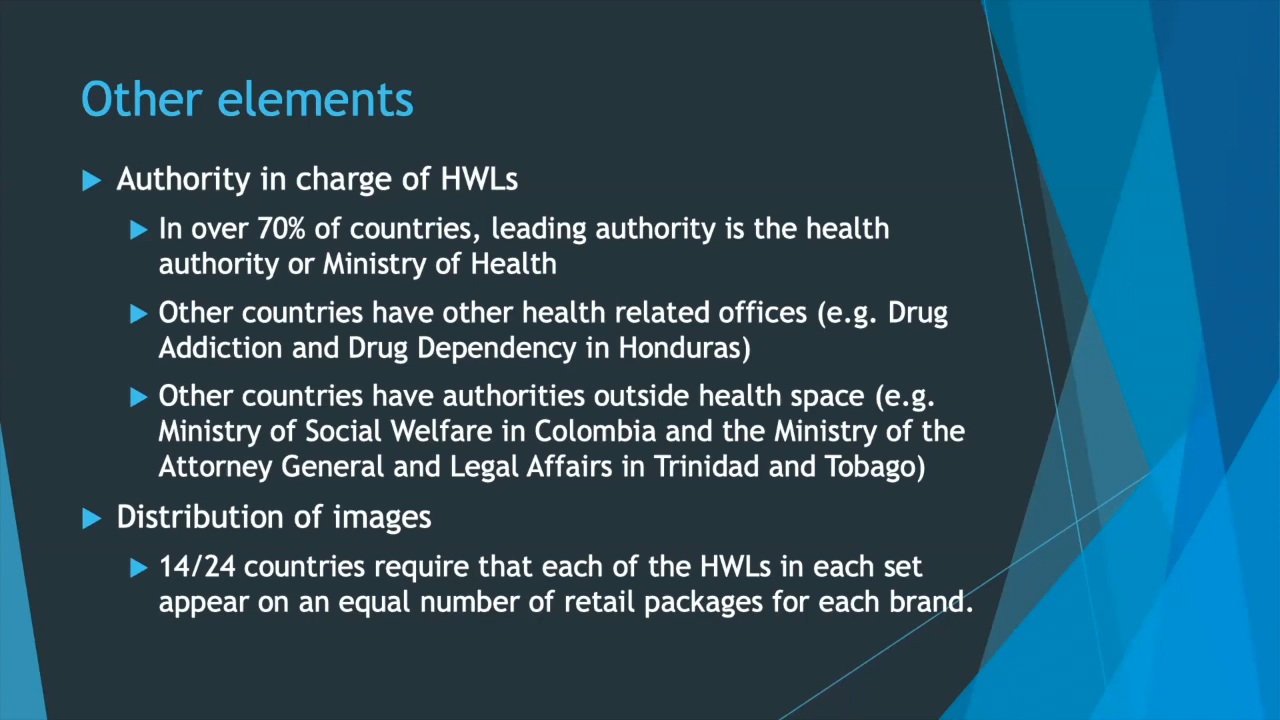 Other elements
Authority in charge of HWLs
In over 70% of countries, leading authority is the health
authority or Ministry of Health
Other countries have other health related offices (e.g. Drug
Addiction and Drug Dependency in Honduras)
Other countries have authorities outside health space (e.g.
Ministry of Social Welfare in Colombia and the Ministry of the
Attorney General and Legal Affairs in Trinidad and Tobago)
Distribution of images
14/24 countries require that each of the HWLs in each set
appear on an equal number of retail packages for each brand.